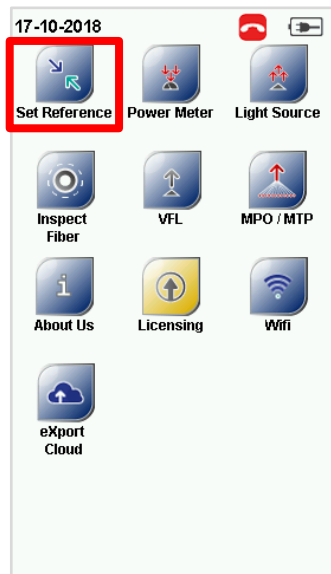 17-10-2018
Set Reference
Power Meter
Light Source
Inspect
Fiber
VFL
MPO / MTP
i
About Us
Licensing
Wifi
eXport
Cloud